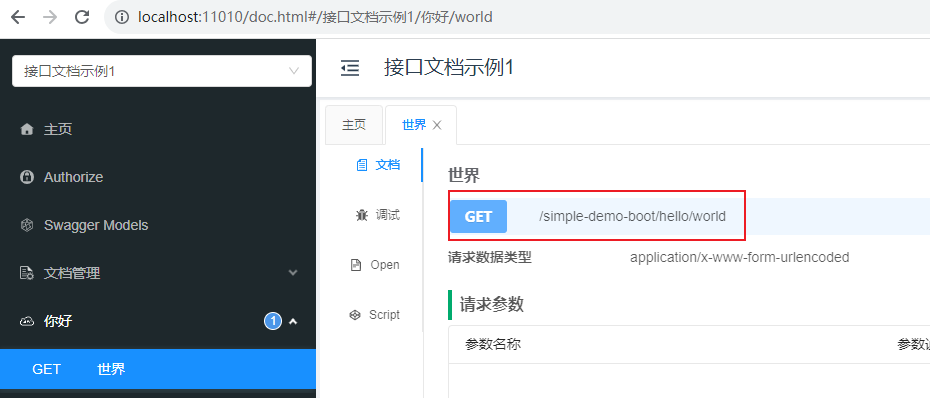 localhost:11010/doc.html#/接口文档示例1/你好/world
接口文档示例1
主页
Authorize
Swagger Models
文档管理
你好 1
GET 世界
接口文档示例1
主页 世界
文档
调试
Open
Script
世界
GET /simple-demo-boot/hello/world
请求数据类型 application/x-www-form-urlencoded
请求参数
参数名称 参数